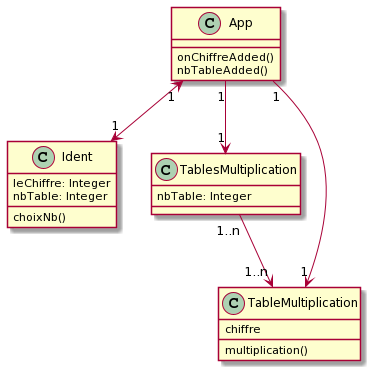 C App
onChiffreAdded()
nbTableAdded()
1 1 1
1 1
C Ident
leChiffre: Integer
nbTable: Integer
choixNb()
C TablesMultiplication
nbTable: Integer
1..n
1..n 1
C TableMultiplication
chiffre
multiplication()